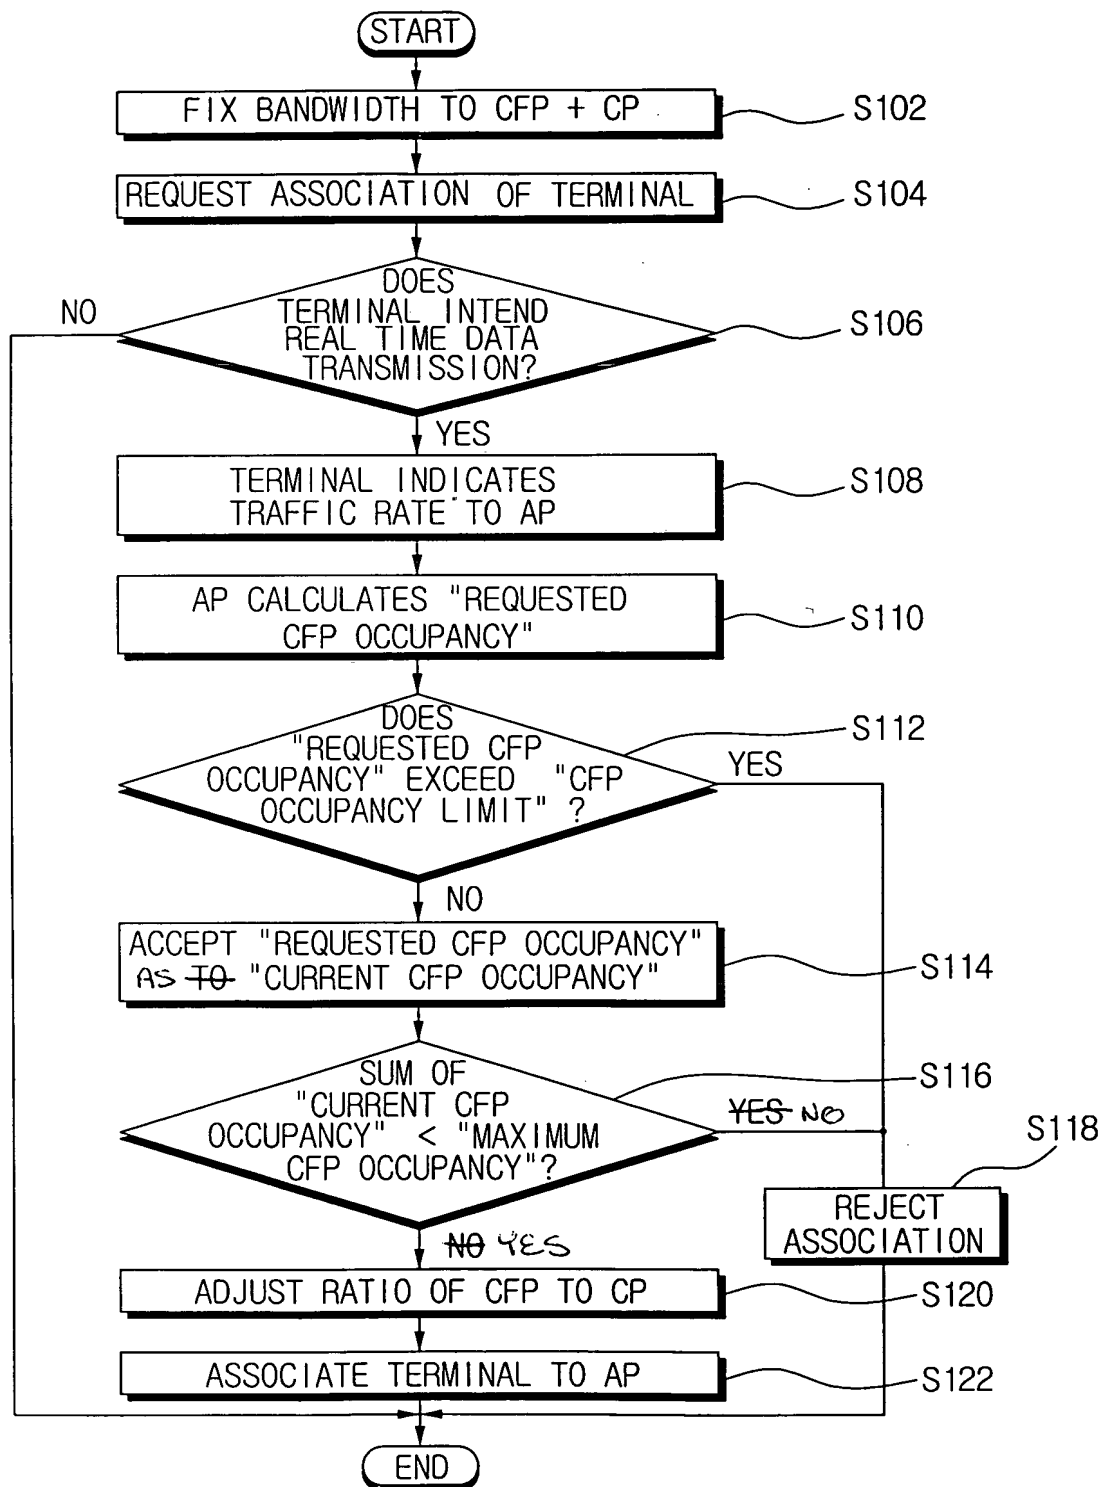 START
FIX BANDWIDTH TO CFP + CP
S102
REQUEST ASSOCIATION OF TERMINAL
S104
DOES
TERMINAL INTEND
REAL TIME DATA
TRANSMISSION?
NO
S106
YES
TERMINAL INDICATES
TRAFFIC RATE TO AP
S108
AP CALCULATES "REQUESTED
CFP OCCUPANCY"
S110
DOES
"REQUESTED CFP
OCCUPANCY" EXCEED "CFP
OCCUPANCY LIMIT" ?
S112
YES
NO
ACCEPT "REQUESTED CFP OCCUPANCY"
AS TO "CURRENT CFP OCCUPANCY"
S114
SUM OF
"CURRENT CFP
OCCUPANCY" < "MAXIMUM
CFP OCCUPANCY"?
S116
YES NO
S118
REJECT
ASSOCIATION
NO YES
ADJUST RATIO OF CFP TO CP
S120
ASSOCIATE TERMINAL TO AP
S122
END